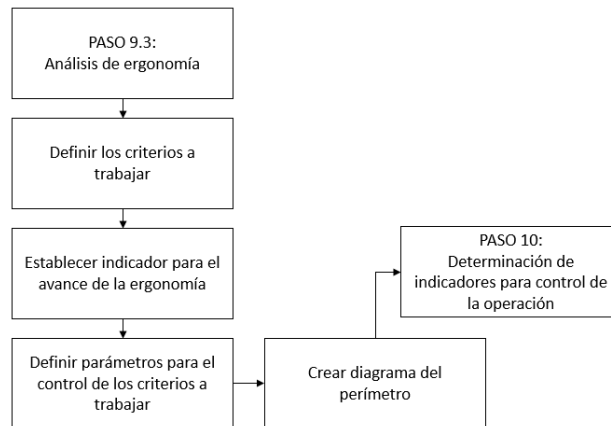 PASO 9.3:
Análisis de ergonomía
Definir los criterios a
trabajar
Establecer indicador para el
avance de la ergonomía
Definir parámetros para el
control de los criterios a
trabajar
Crear diagrama del
perímetro
PASO 10:
Determinación de
indicadores para control de
la operación